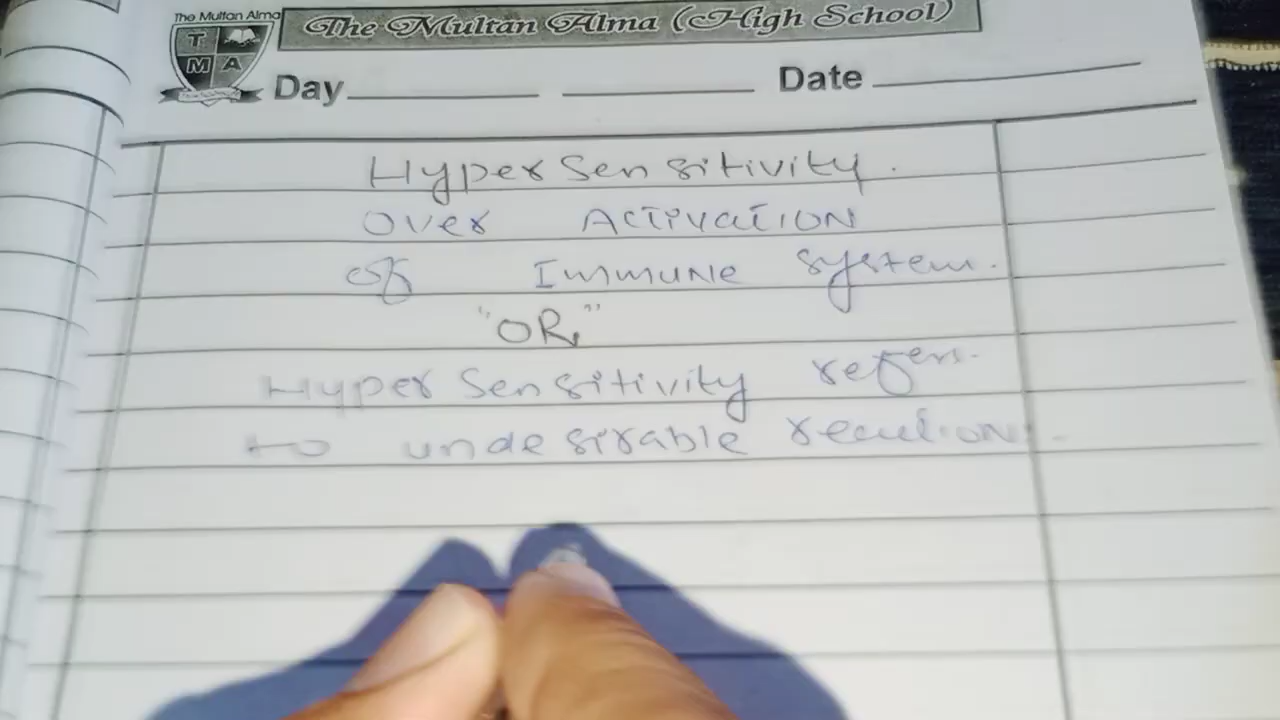 The Multan Alma
The Multan Alma (High School)
T
M A
Day
Date
Hyper Sensitivity.
Over Activation
of Immune system.
"OR"
Hyper Sensitivity refers
to undesirable reaction